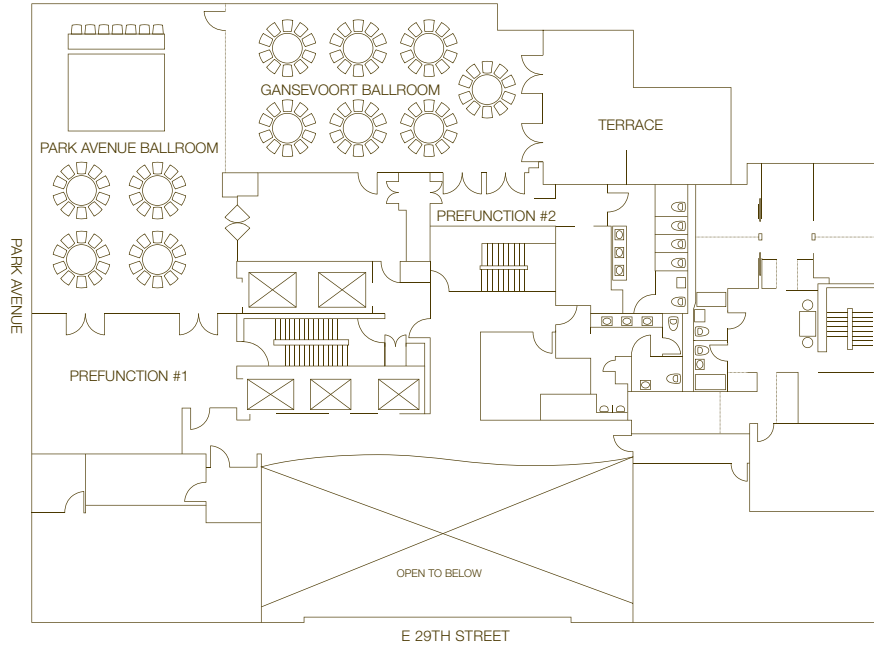 GANSEVOORT BALLROOM
TERRACE
PARK AVENUE BALLROOM
PREFUNCTION #2
PARK AVENUE
PREFUNCTION #1
OPEN TO BELOW
E 29TH STREET